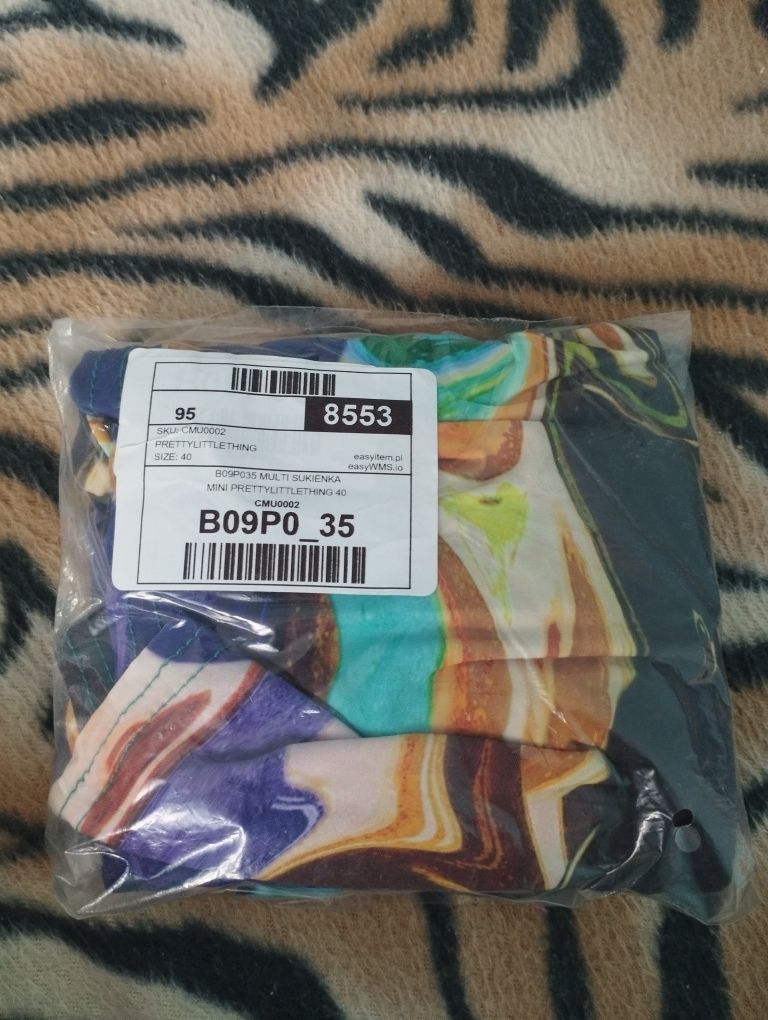 95
8553
SKU: CMU0002
PRETTYLITTLETHING
SIZE: 40
easyitem.pl
easyWMS.io
B09P035 MULTI SUKIENKA
MINI PRETTYLITTLETHING 40
CMU0002
B09P0_35